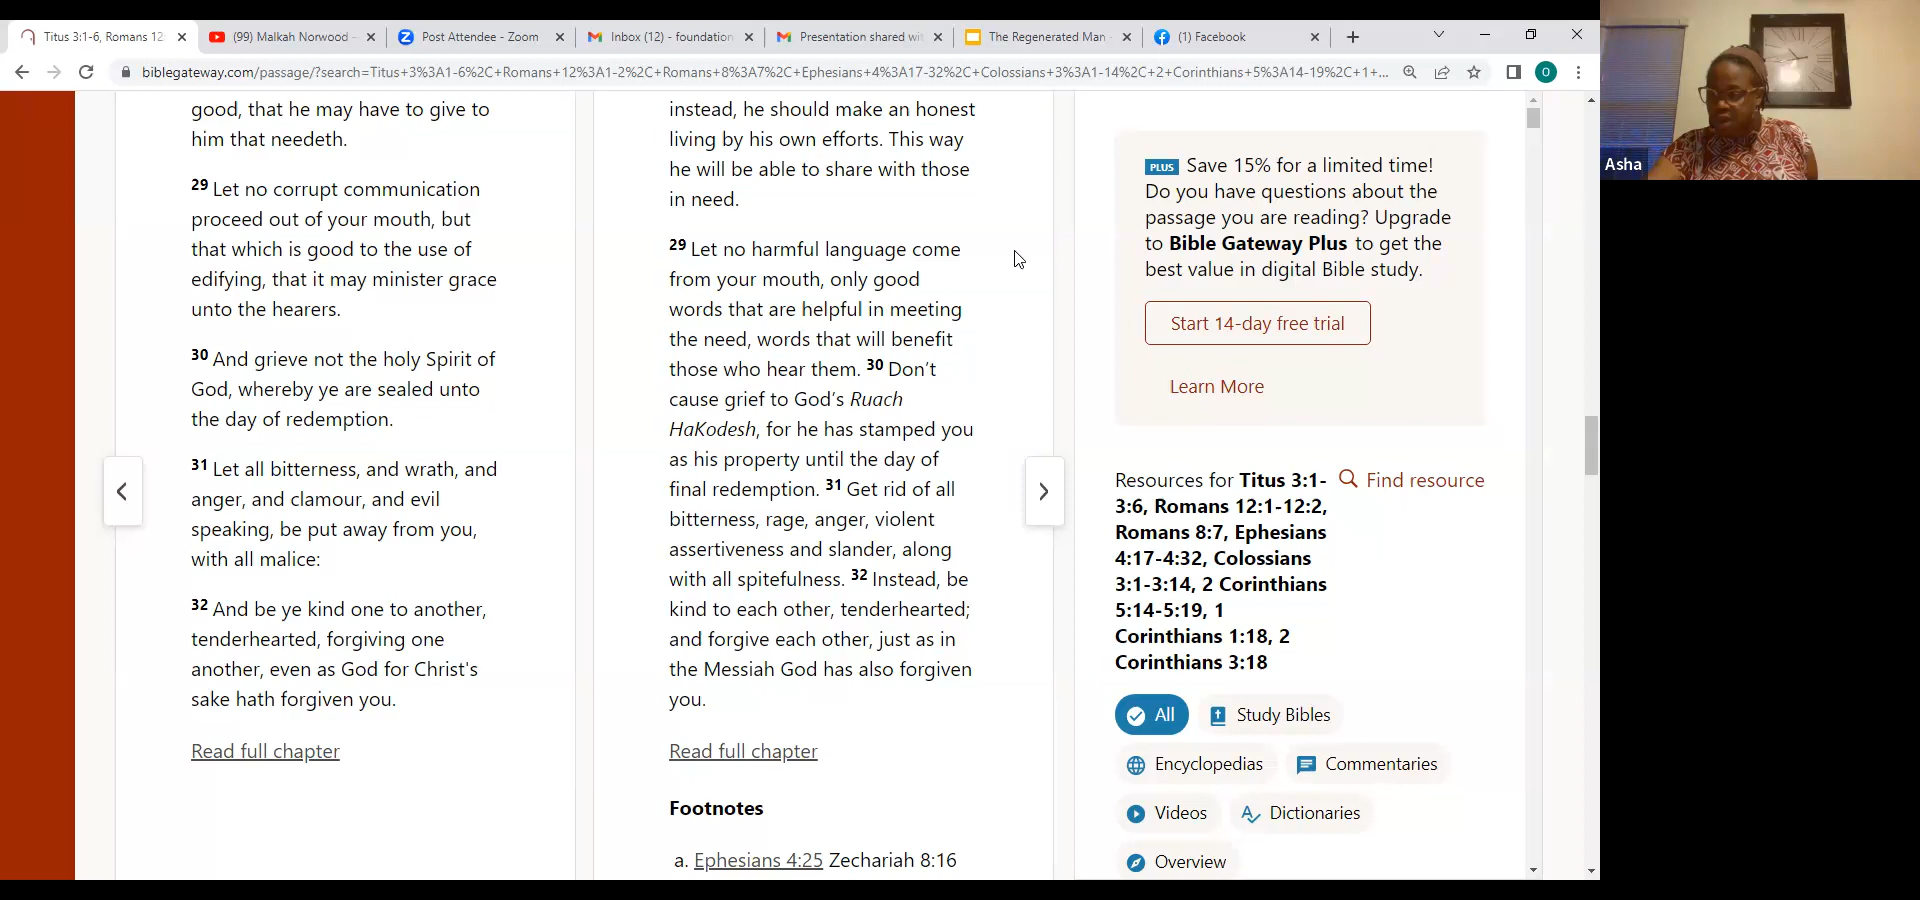 Titus 3:1-6, Romans 12
(99) Malkah Norwood -
Post Attendee - Zoom
Inbox (12) - foundation
Presentation shared wi
The Regenerated Man
(1) Facebook
biblegateway.com/passage/?search=Titus+3%3A1-6%2C+Romans+12%3A1-2%2C+Romans+8%3A7%2C+Ephesians+4%3A17-32%2C+Colossians+3%3A1-14%2C+2+Corinthians+5%3A14-19%2C+1+...
O
good, that he may have to give to
him that needeth.
29 Let no corrupt communication
proceed out of your mouth, but
that which is good to the use of
edifying, that it may minister grace
unto the hearers.
30 And grieve not the holy Spirit of
God, whereby ye are sealed unto
the day of redemption.
31 Let all bitterness, and wrath, and
anger, and clamour, and evil
speaking, be put away from you,
with all malice:
32 And be ye kind one to another,
tenderhearted, forgiving one
another, even as God for Christ's
sake hath forgiven you.
Read full chapter
instead, he should make an honest
living by his own efforts. This way
he will be able to share with those
in need.
29 Let no harmful language come
from your mouth, only good
words that are helpful in meeting
the need, words that will benefit
those who hear them. 30 Don't
cause grief to God's Ruach
HaKodesh, for he has stamped you
as his property until the day of
final redemption. 31 Get rid of all
bitterness, rage, anger, violent
assertiveness and slander, along
with all spitefulness. 32 Instead, be
kind to each other, tenderhearted;
and forgive each other, just as in
the Messiah God has also forgiven
you.
Read full chapter
Footnotes
a. Ephesians 4:25 Zechariah 8:16
PLUS Save 15% for a limited time!
Do you have questions about the
passage you are reading? Upgrade
to Bible Gateway Plus to get the
best value in digital Bible study.
Start 14-day free trial
Learn More
Resources for Titus 3:1-
3:6, Romans 12:1-12:2,
Romans 8:7, Ephesians
4:17-4:32, Colossians
3:1-3:14, 2 Corinthians
5:14-5:19, 1
Corinthians 1:18, 2
Corinthians 3:18
Find resource
All
Study Bibles
Encyclopedias
Commentaries
Videos
Dictionaries
Overview
Asha